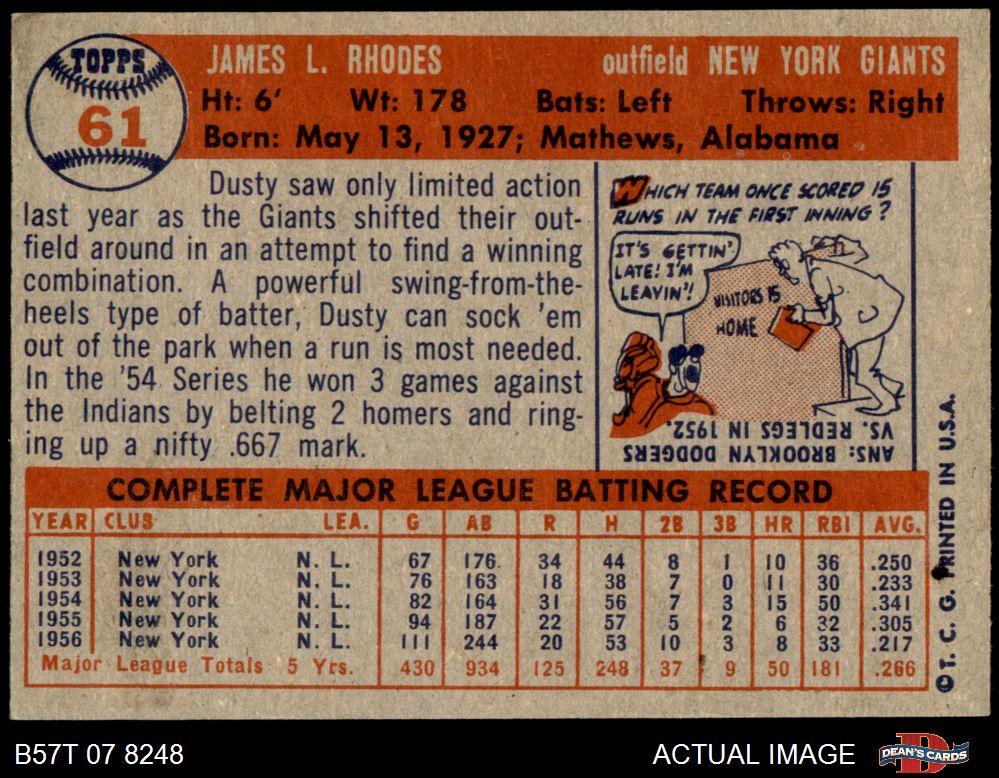 TOPPS
61
JAMES L. RHODES outfield NEW YORK GIANTS
Ht: 6' Wt: 178 Bats: Left Throws: Right
Born: May 13, 1927; Mathews, Alabama
Dusty saw only limited action
last year as the Giants shifted their out-
field around in an attempt to find a winning
combination. A powerful swing-from-the-
heels type of batter, Dusty can sock 'em
out of the park when a run is most needed.
In the '54 Series he won 3 games against
the Indians by belting 2 homers and ring-
ing up a nifty .667 mark.
WHICH TEAM ONCE SCORED 15
RUNS IN THE FIRST INNING?
IT'S GETTIN'
LATE! I'M
LEAVIN'!
VISITORS 15
HOME
ANS: BROOKLYN DODGERS
VS. REDLEGS IN 1952.
COMPLETE MAJOR LEAGUE BATTING RECORD
YEAR CLUB LEA. G AB R H 2B 3B HR RBI AVG.
1952 New York N. L. 67 176 34 44 8 1 10 36 .250
1953 New York N. L. 76 163 18 38 7 0 11 30 .233
1954 New York N. L. 82 164 31 56 7 3 15 50 .341
1955 New York N. L. 94 187 22 57 5 2 6 32 .305
1956 New York N. L. 111 244 20 53 10 3 8 33 .217
Major League Totals 5 Yrs. 430 934 125 248 37 9 50 181 .266
©T. C. G. PRINTED IN U.S.A.
B57T 07 8248 ACTUAL IMAGE
D
DEAN'S CARDS